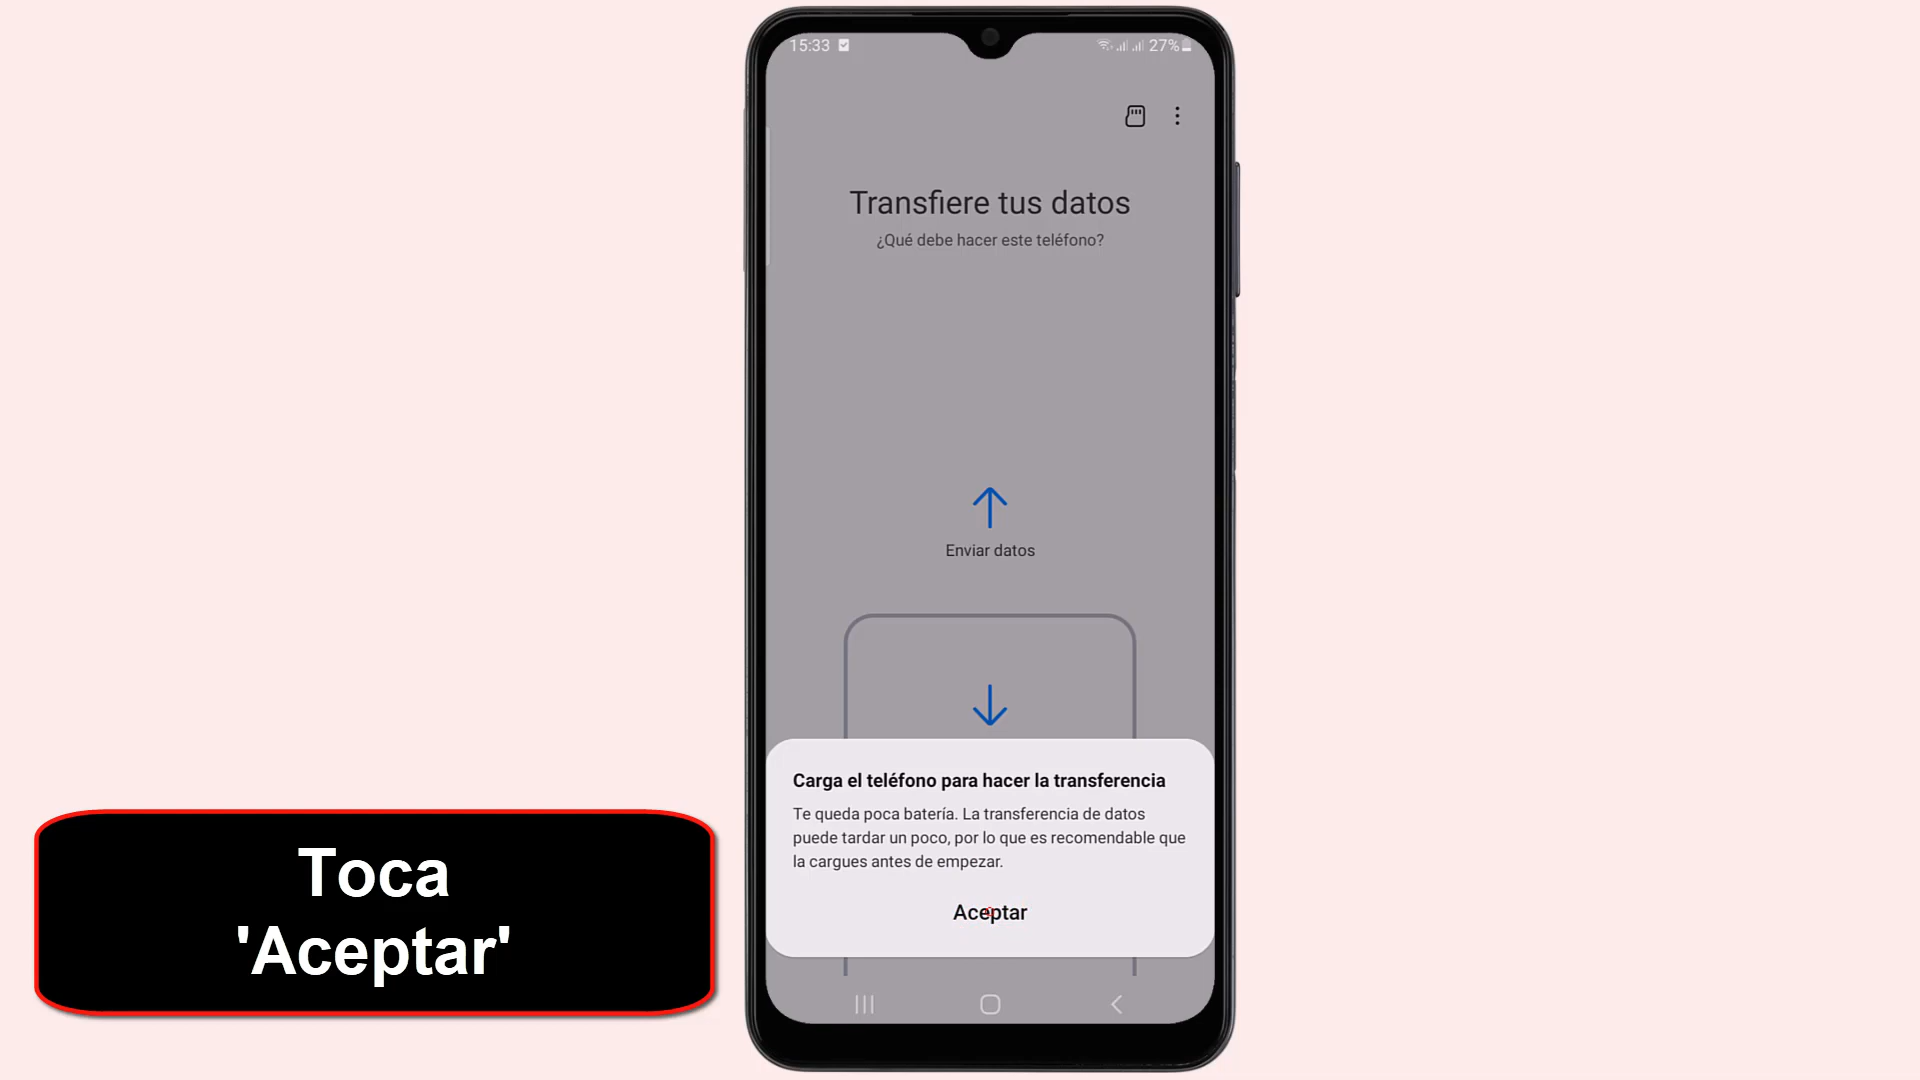 15:33
27%
Transfiere tus datos
¿Qué debe hacer este teléfono?
Enviar datos
Carga el teléfono para hacer la transferencia
Te queda poca batería. La transferencia de datos
puede tardar un poco, por lo que es recomendable que
la cargues antes de empezar.
Aceptar
Toca
'Aceptar'